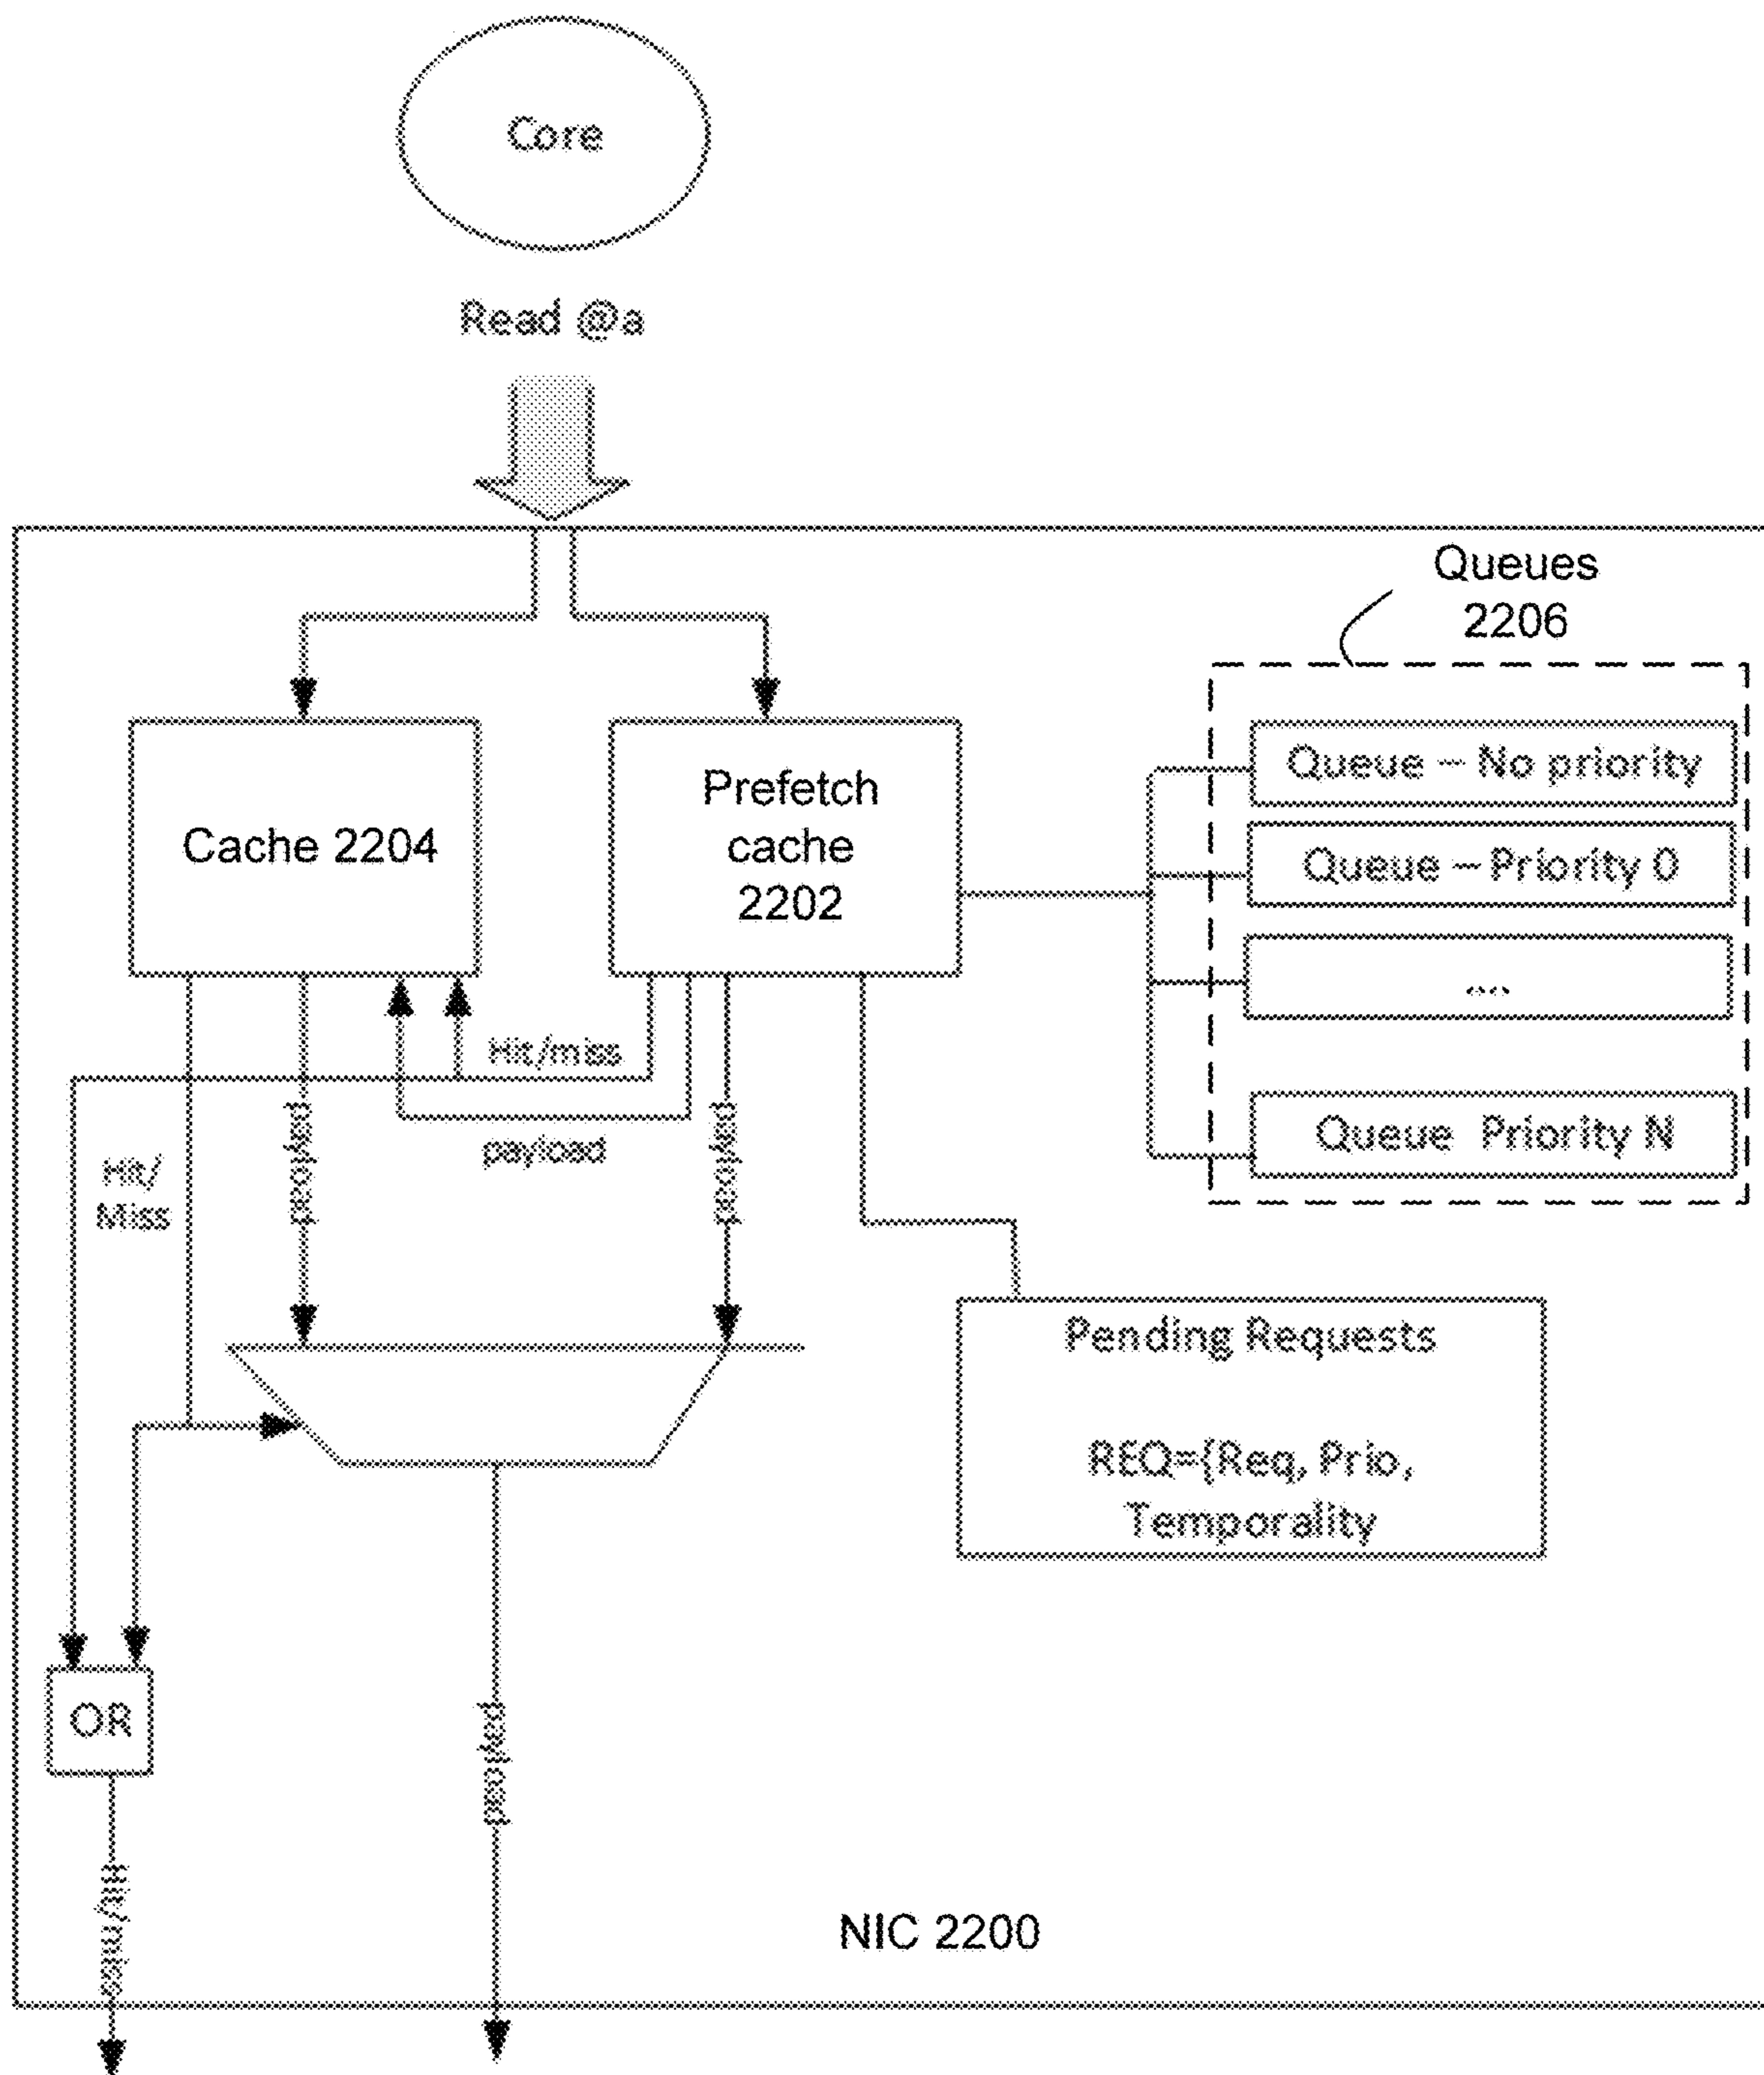 Core
Read @a
Queues
2206
Cache 2204
Prefetch
cache
2202
Queue – No priority
Queue – Priority 0
....
Queue Priority N
Hit/miss
payload
payload
payload
Hit/
Miss
Pending Requests
REQ={Req, Prio,
Temporality
OR
payload
Hit/miss
NIC 2200